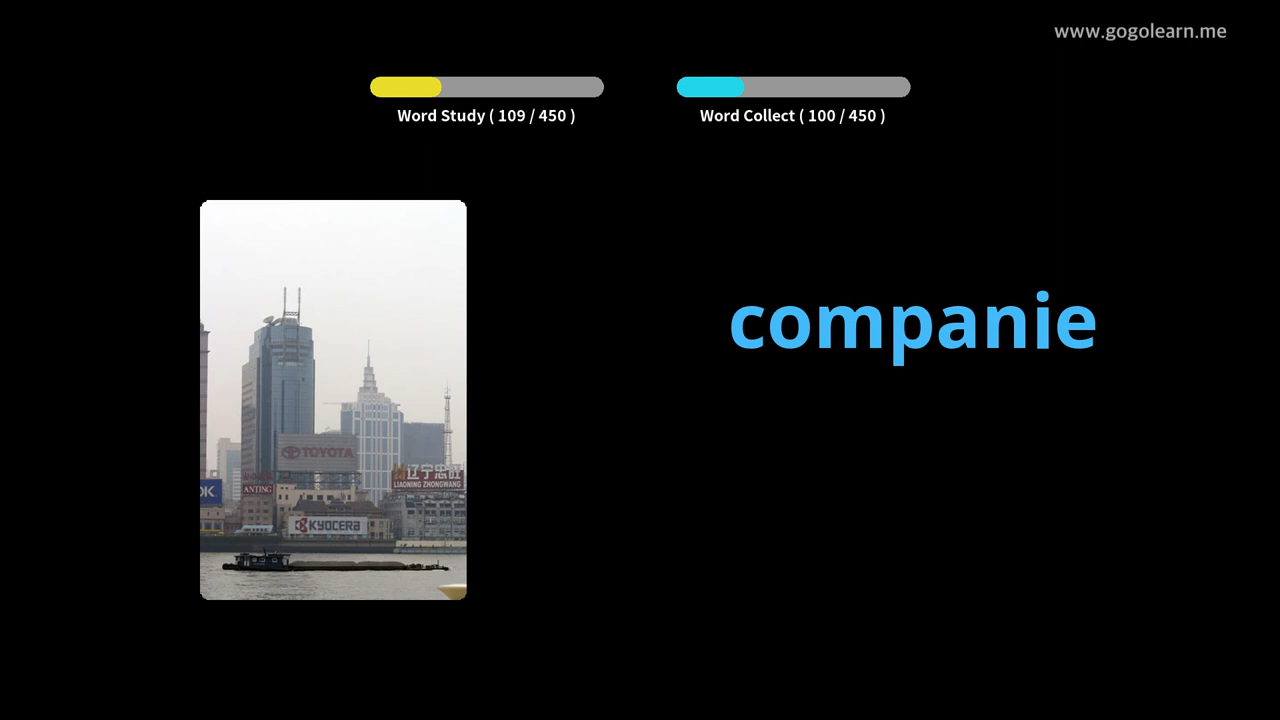 www.gogolearn.me
Word Study ( 109 / 450 )
Word Collect ( 100 / 450 )
companie
TOYOTA
辽宁忠旺
LIAONING ZHONGWANG
ANTING
KYOCERA